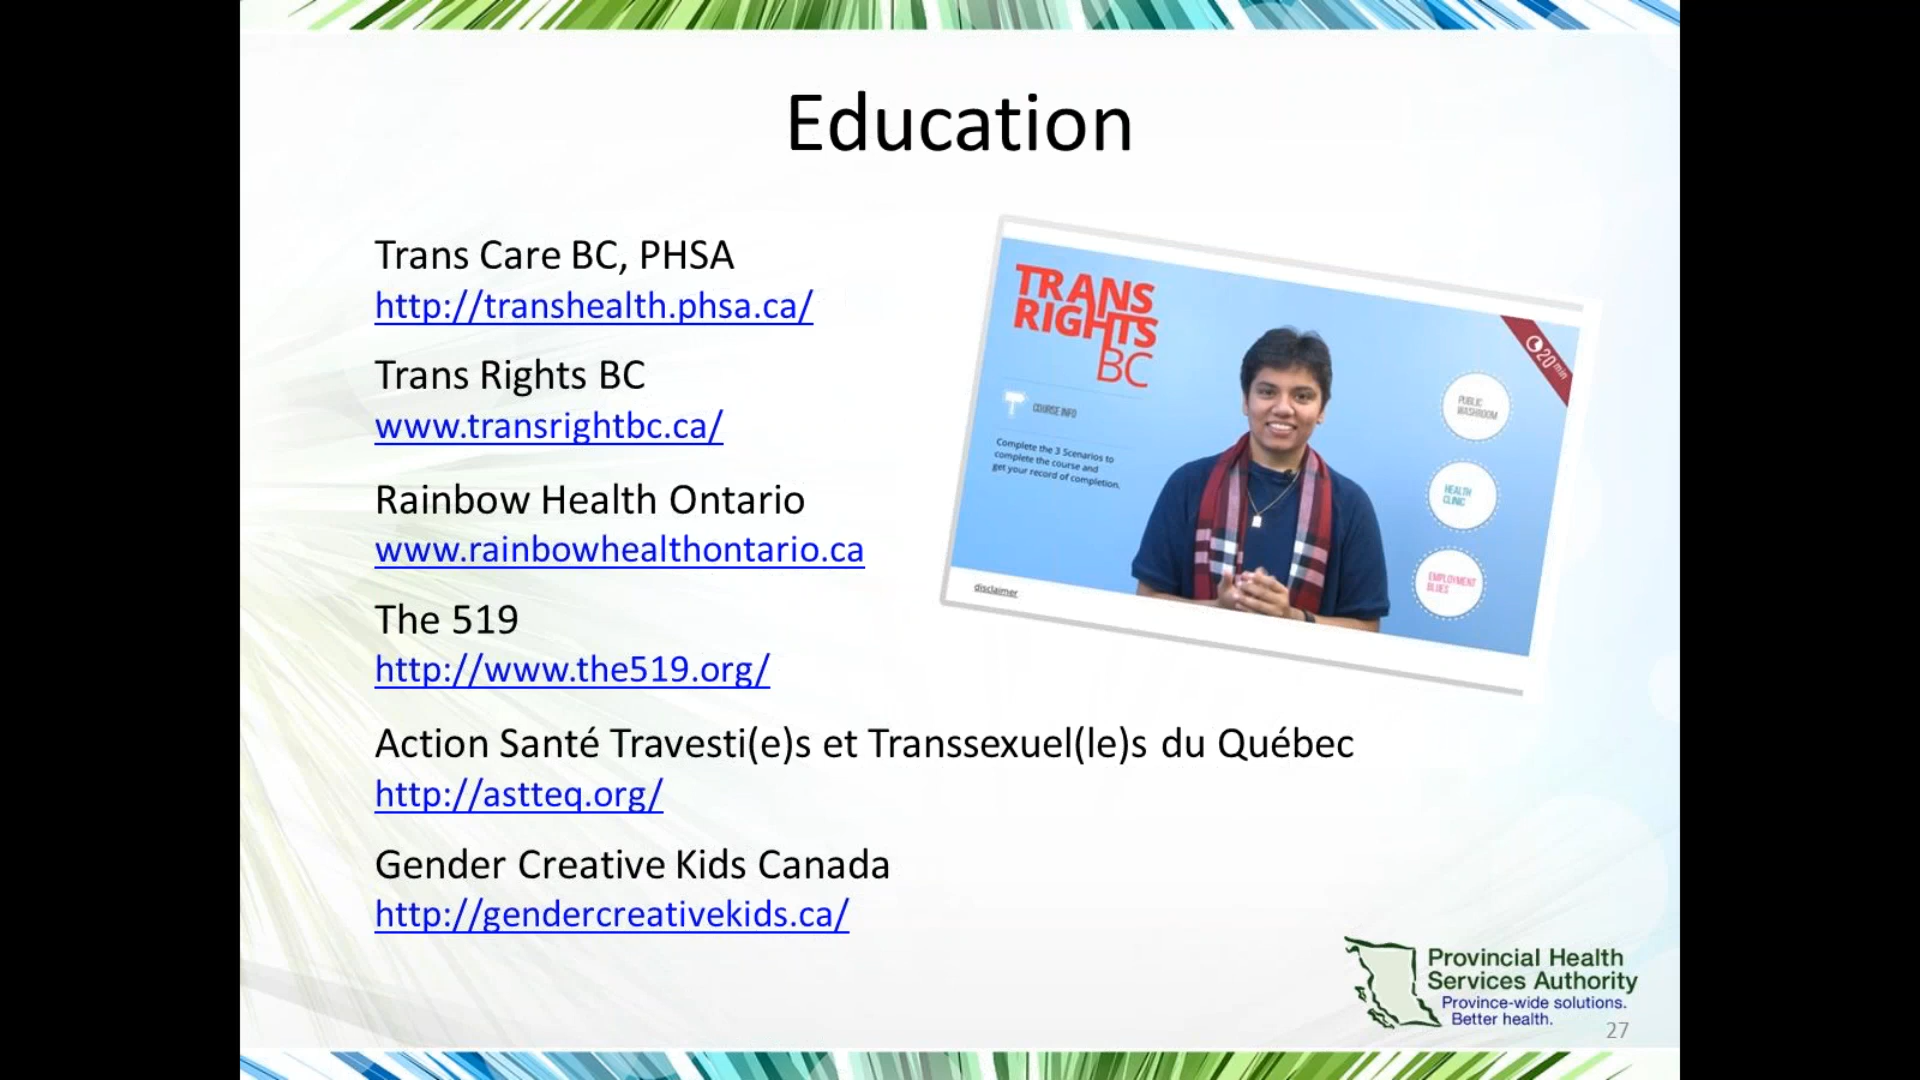 Education
Trans Care BC, PHSA
http://transhealth.phsa.ca/
Trans Rights BC
www.transrightbc.ca/
Rainbow Health Ontario
www.rainbowhealthontario.ca
The 519
http://www.the519.org/
Action Santé Travesti(e)s et Transsexuel(le)s du Québec
http://astteq.org/
Gender Creative Kids Canada
http://gendercreativekids.ca/
TRANS
RIGHTS
BC
COURSE INFO
Complete the 3 Scenarios to
complete the course and
get your record of completion.
disclaimer
20 min
PUBLIC
WASHROOM
HEALTH
CLINIC
EMPLOYMENT
BLUES
Provincial Health
Services Authority
Province-wide solutions.
Better health.
27